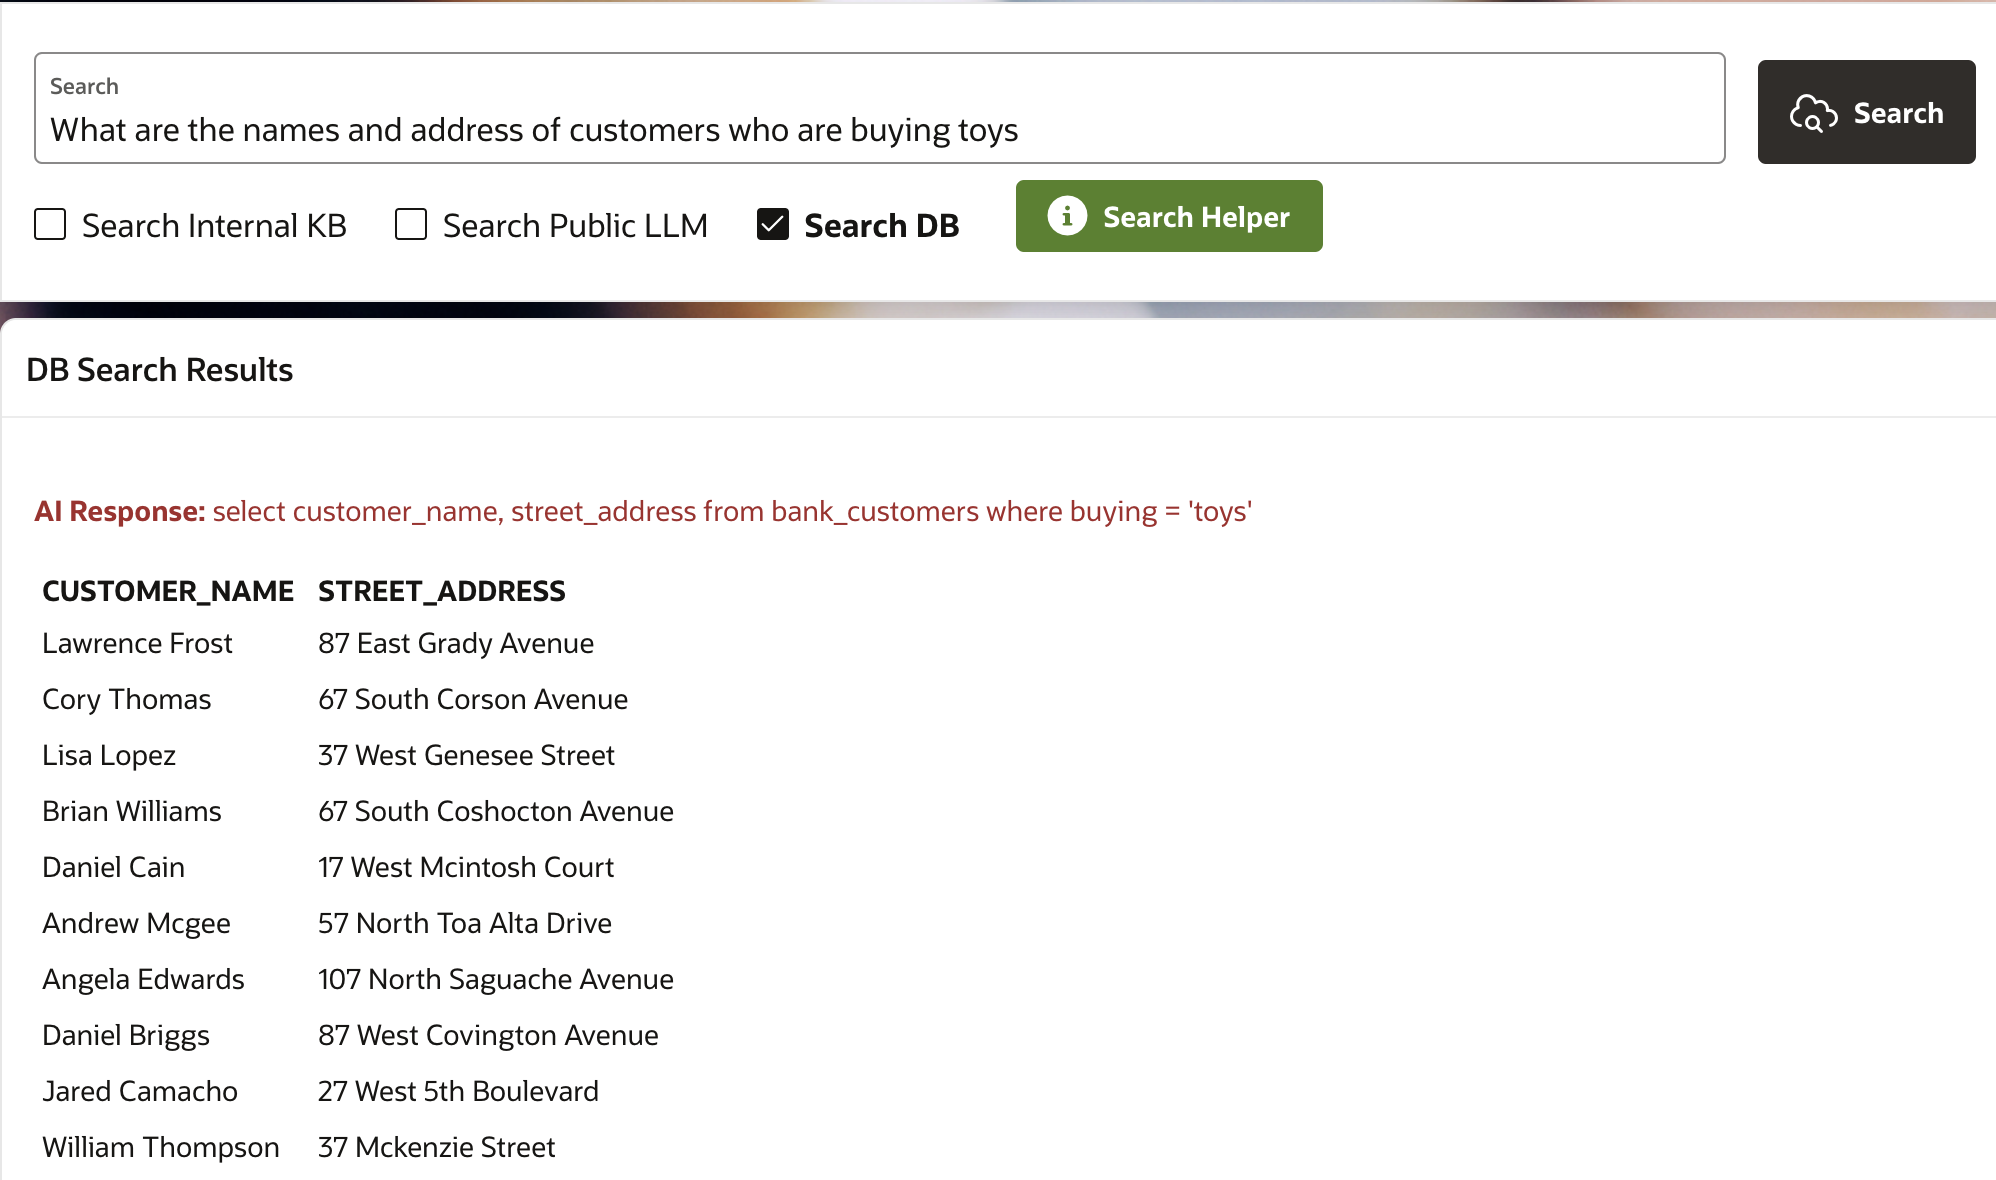 Search
What are the names and address of customers who are buying toys
Search
Search Internal KB
Search Public LLM
Search DB
Search Helper
DB Search Results
AI Response: select customer_name, street_address from bank_customers where buying = 'toys'
CUSTOMER_NAME STREET_ADDRESS
Lawrence Frost 87 East Grady Avenue
Cory Thomas 67 South Corson Avenue
Lisa Lopez 37 West Genesee Street
Brian Williams 67 South Coshocton Avenue
Daniel Cain 17 West Mcintosh Court
Andrew Mcgee 57 North Toa Alta Drive
Angela Edwards 107 North Saguache Avenue
Daniel Briggs 87 West Covington Avenue
Jared Camacho 27 West 5th Boulevard
William Thompson 37 Mckenzie Street